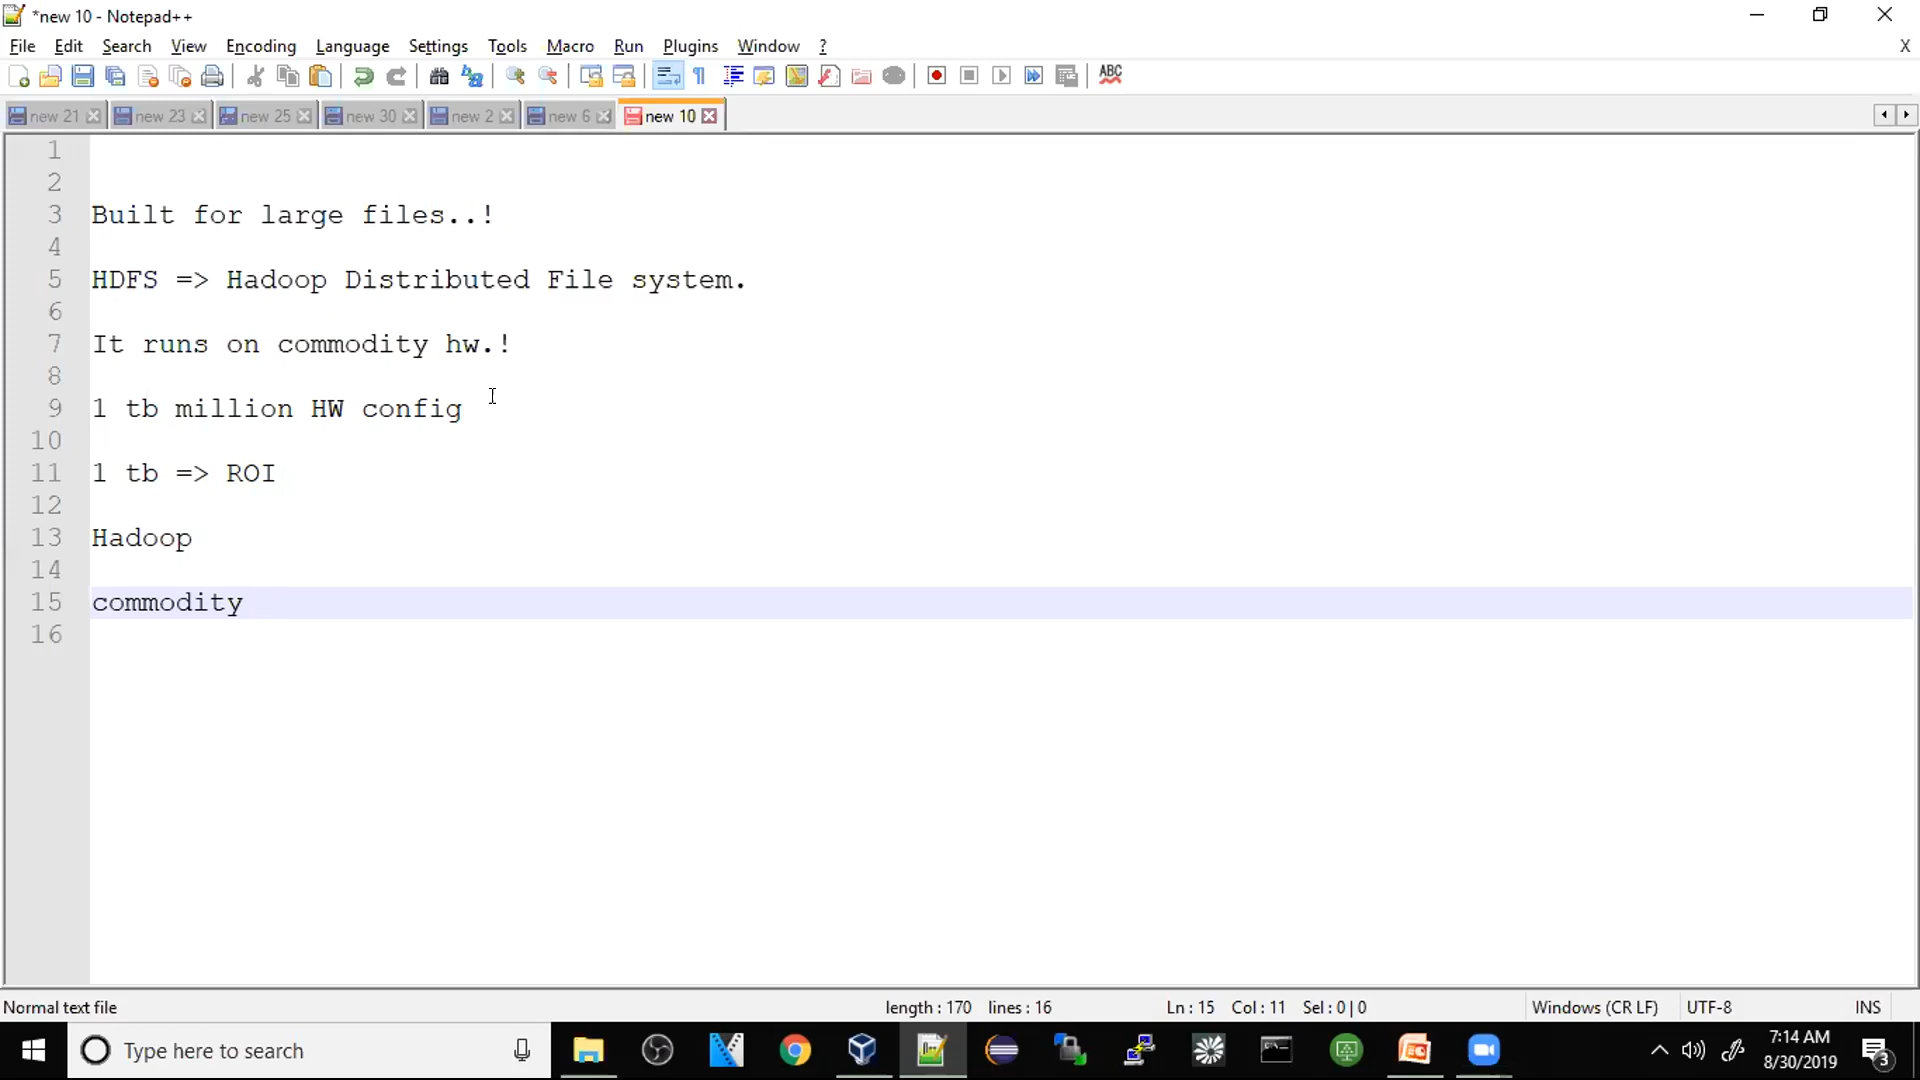 *new 10 - Notepad++
File Edit Search View Encoding Language Settings Tools Macro Run Plugins Window ? X
ABC
new 21 new 23 new 25 new 30 new 2 new 6 new 10
1
2
3 Built for large files..!
4
5 HDFS => Hadoop Distributed File system.
6
7 It runs on commodity hw.!
8
9 1 tb million HW config
10
11 1 tb => ROI
12
13 Hadoop
14
15 commodity
16
Normal text file length : 170 lines : 16 Ln : 15 Col : 11 Sel : 0 | 0 Windows (CR LF) UTF-8 INS
Type here to search
7:14 AM
8/30/2019
3